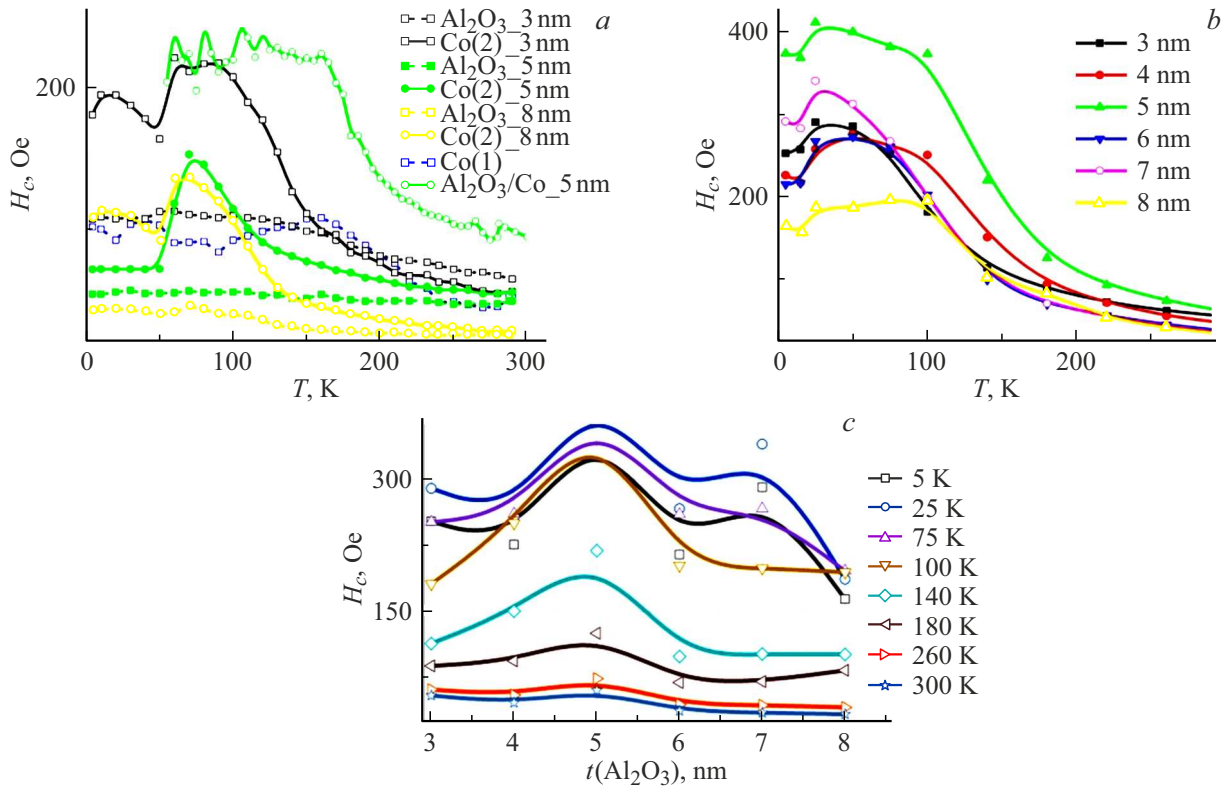 a
Al₂O₃_3 nm
Co(2)_3 nm
Al₂O₃_5 nm
Co(2)_5 nm
Al₂O₃_8 nm
Co(2)_8 nm
Co(1)
Al₂O₃/Co_5 nm
200
H_c, Oe
0 100 200 300
T, K
b
3 nm
4 nm
5 nm
6 nm
7 nm
8 nm
400
200
H_c, Oe
0 200
T, K
c
5 K
25 K
75 K
100 K
140 K
180 K
260 K
300 K
300
150
H_c, Oe
3 4 5 6 7 8
t(Al₂O₃), nm